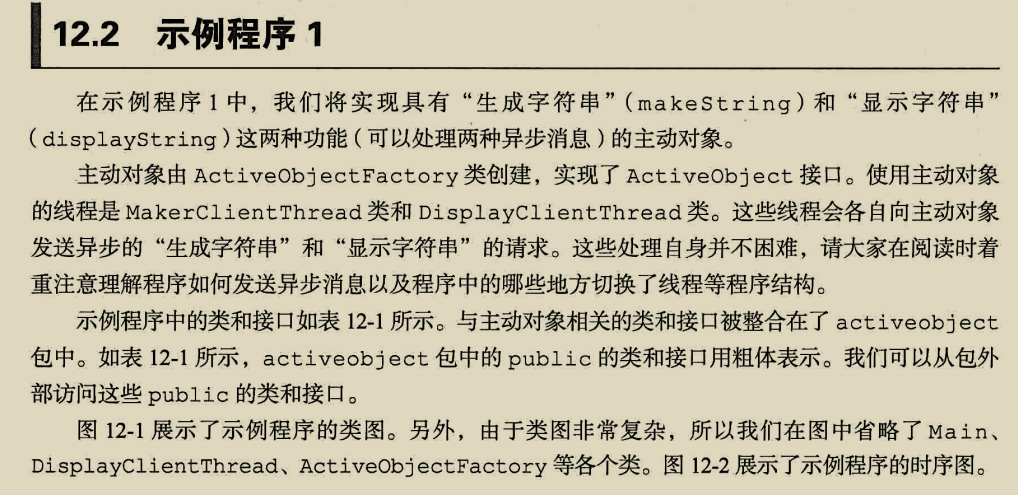 12.2 示例程序 1
在示例程序 1 中，我们将实现具有“生成字符串”(makeString) 和“显示字符串”
(displayString) 这两种功能(可以处理两种异步消息)的主动对象。
主动对象由 ActiveObjectFactory 类创建，实现了 ActiveObject 接口。使用主动对象
的线程是 MakerClientThread 类和 DisplayClientThread 类。这些线程会各自向主动对象
发送异步的“生成字符串”和“显示字符串”的请求。这些处理自身并不困难，请大家在阅读时着
重注意理解程序如何发送异步消息以及程序中的哪些地方切换了线程等程序结构。
示例程序中的类和接口如表 12-1 所示。与主动对象相关的类和接口被整合在了 activeobject
包中。如表 12-1 所示，activeobject 包中的 public 的类和接口用粗体表示。我们可以从包外
部访问这些 public 的类和接口。
图 12-1 展示了示例程序的类图。另外，由于类图非常复杂，所以我们在图中省略了 Main、
DisplayClientThread、ActiveObjectFactory 等各个类。图 12-2 展示了示例程序的时序图。